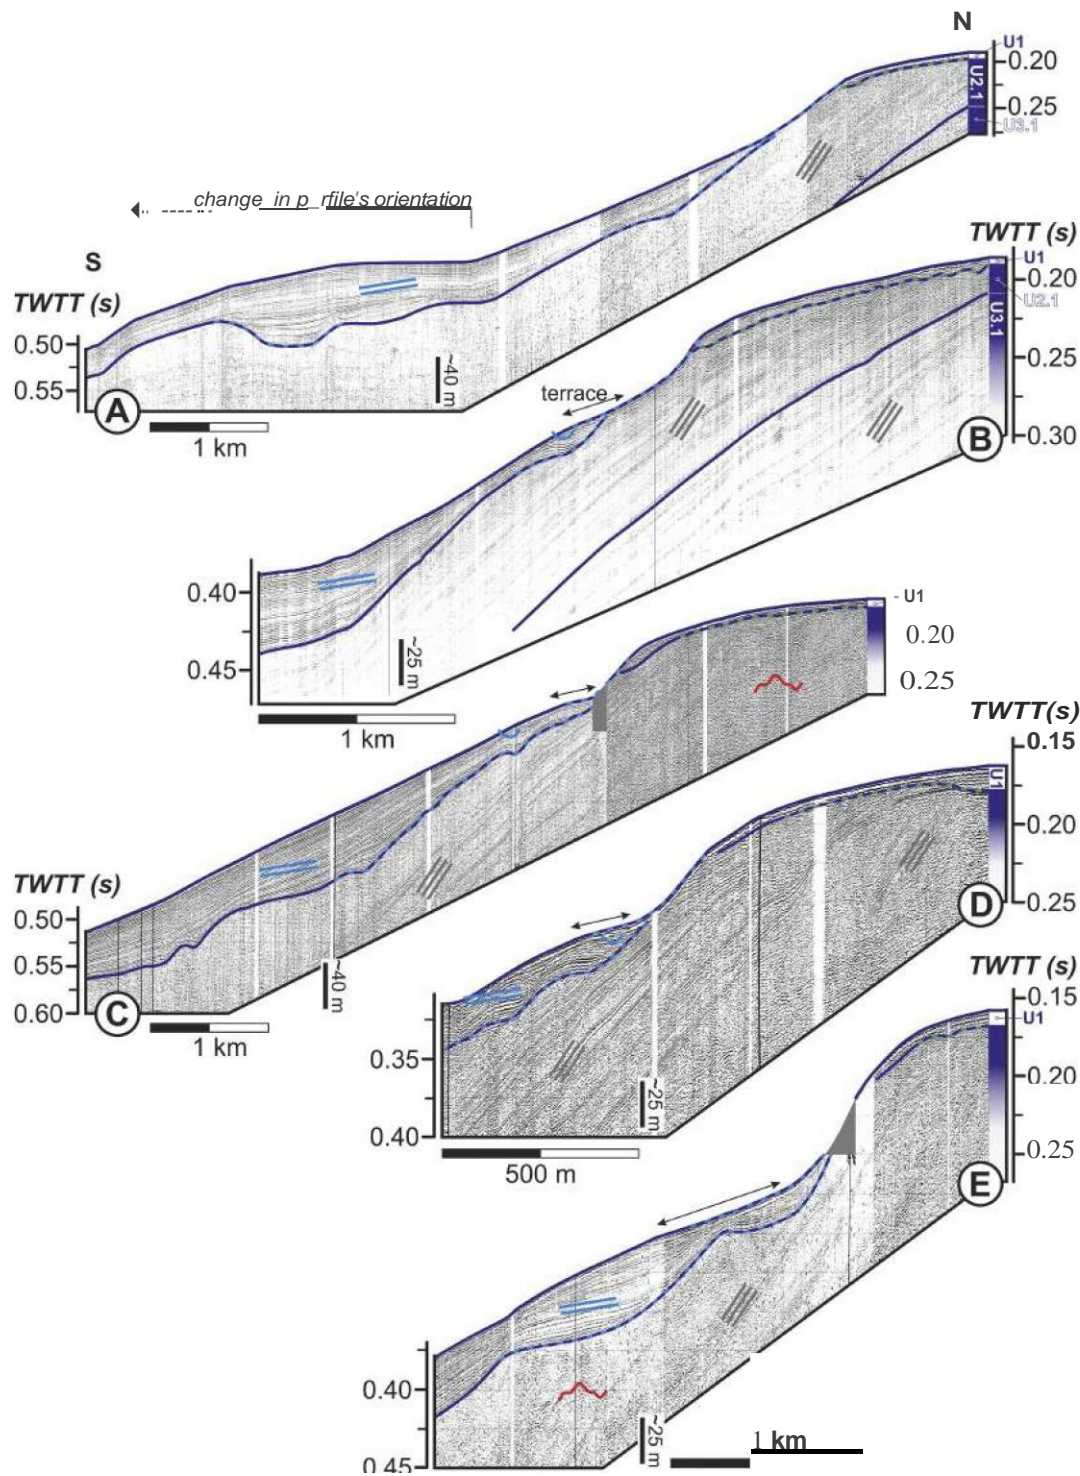 N
U1
0.20
U2.1
0.25
U3.1
change in p_rfile's orientation
S
TWTT (s)
TWTT (s)
U1
0.20
U2.1
U3.1
0.50
0.55
0.25
~40 m
terrace
A
1 km
B
0.30
0.40
0.45
~25 m
1 km
U1
0.20
0.25
TWTT(s)
0.15
U1
0.20
TWTT (s)
0.50
D
0.25
0.55
~40 m
0.60
C
1 km
TWTT (s)
0.15
U1
0.35
0.20
~25 m
0.40
500 m
0.25
E
0.40
~25 m
1 km
0.45